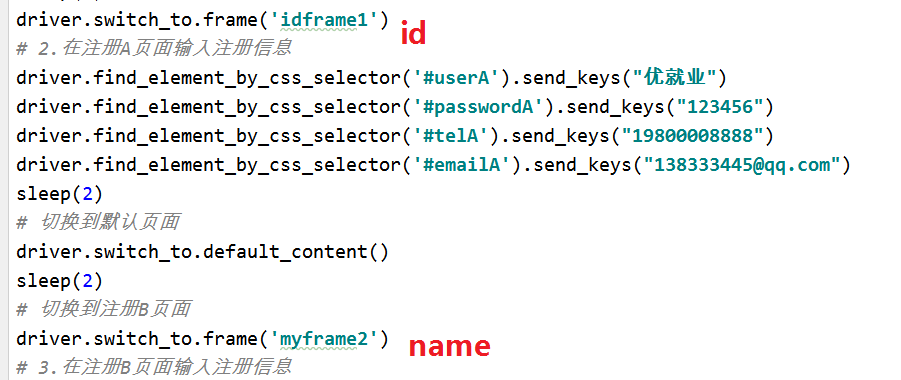 driver.switch_to.frame('idframe1')
id
# 2.在注册A页面输入注册信息
driver.find_element_by_css_selector('#userA').send_keys("优就业")
driver.find_element_by_css_selector('#passwordA').send_keys("123456")
driver.find_element_by_css_selector('#telA').send_keys("19800008888")
driver.find_element_by_css_selector('#emailA').send_keys("138333445@qq.com")
sleep(2)
# 切换到默认页面
driver.switch_to.default_content()
sleep(2)
# 切换到注册B页面
driver.switch_to.frame('myframe2')
name
# 3.在注册B页面输入注册信息